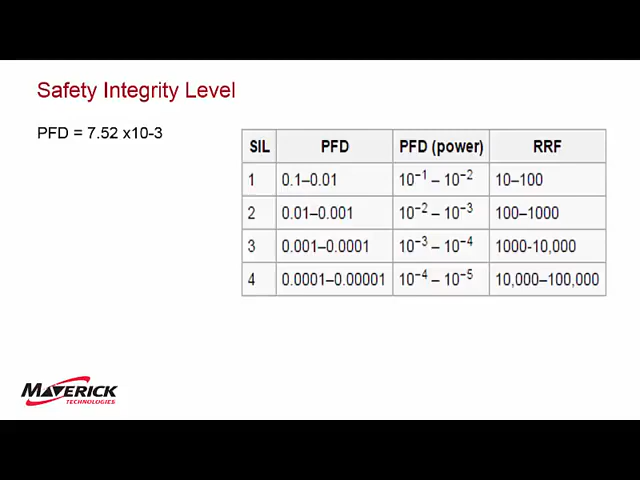 Safety Integrity Level
PFD = 7.52 x10-3
SIL PFD PFD (power) RRF
1 0.1–0.01 10⁻¹ – 10⁻² 10–100
2 0.01–0.001 10⁻² – 10⁻³ 100–1000
3 0.001–0.0001 10⁻³ – 10⁻⁴ 1000-10,000
4 0.0001–0.00001 10⁻⁴ – 10⁻⁵ 10,000–100,000
MAVERICK
TECHNOLOGIES